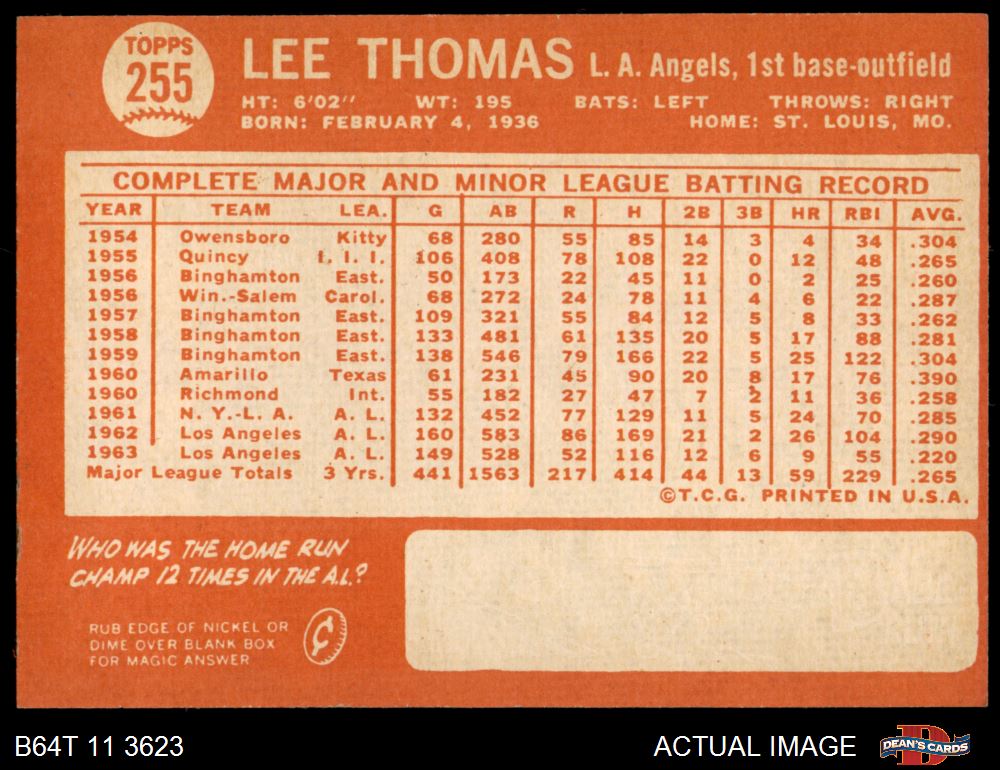 TOPPS
255
LEE THOMAS L. A. Angels, 1st base-outfield
HT: 6'02" WT: 195 BATS: LEFT THROWS: RIGHT
BORN: FEBRUARY 4, 1936 HOME: ST. LOUIS, MO.
COMPLETE MAJOR AND MINOR LEAGUE BATTING RECORD
YEAR TEAM LEA. G AB R H 2B 3B HR RBI AVG.
1954 Owensboro Kitty 68 280 55 85 14 3 4 34 .304
1955 Quincy I. I. I. 106 408 78 108 22 0 12 48 .265
1956 Binghamton East. 50 173 22 45 11 0 2 25 .260
1956 Win.-Salem Carol. 68 272 24 78 11 4 6 22 .287
1957 Binghamton East. 109 321 55 84 12 5 8 33 .262
1958 Binghamton East. 133 481 61 135 20 5 17 88 .281
1959 Binghamton East. 138 546 79 166 22 5 25 122 .304
1960 Amarillo Texas 61 231 45 90 20 8 17 76 .390
1960 Richmond Int. 55 182 27 47 7 2 11 36 .258
1961 N. Y.-L. A. A. L. 132 452 77 129 11 5 24 70 .285
1962 Los Angeles A. L. 160 583 86 169 21 2 26 104 .290
1963 Los Angeles A. L. 149 528 52 116 12 6 9 55 .220
Major League Totals 3 Yrs. 441 1563 217 414 44 13 59 229 .265
©T.C.G. PRINTED IN U.S.A.
WHO WAS THE HOME RUN
CHAMP 12 TIMES IN THE A.L.?
RUB EDGE OF NICKEL OR
DIME OVER BLANK BOX
FOR MAGIC ANSWER
¢
B64T 11 3623 ACTUAL IMAGE
D
DEAN'S CARDS